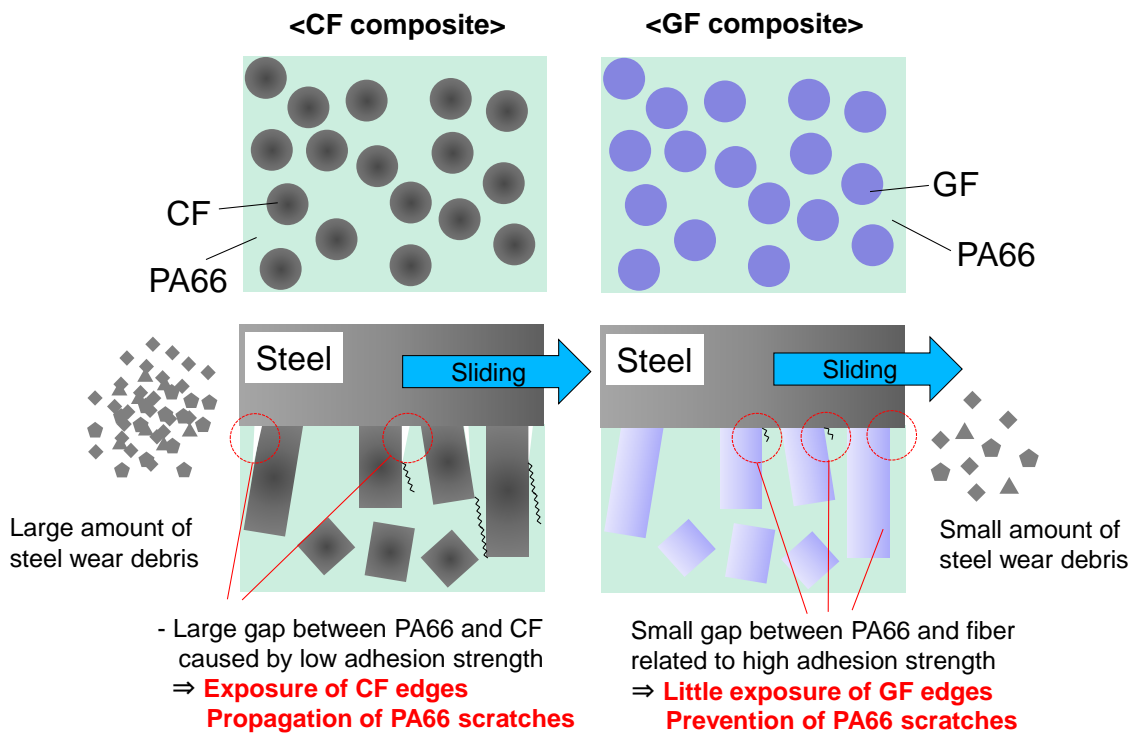 <CF composite>
<GF composite>
CF
PA66
GF
PA66
Steel
Sliding
Steel
Sliding
Large amount of
steel wear debris
Small amount of
steel wear debris
- Large gap between PA66 and CF
caused by low adhesion strength
⇒ Exposure of CF edges
Propagation of PA66 scratches
Small gap between PA66 and fiber
related to high adhesion strength
⇒ Little exposure of GF edges
Prevention of PA66 scratches